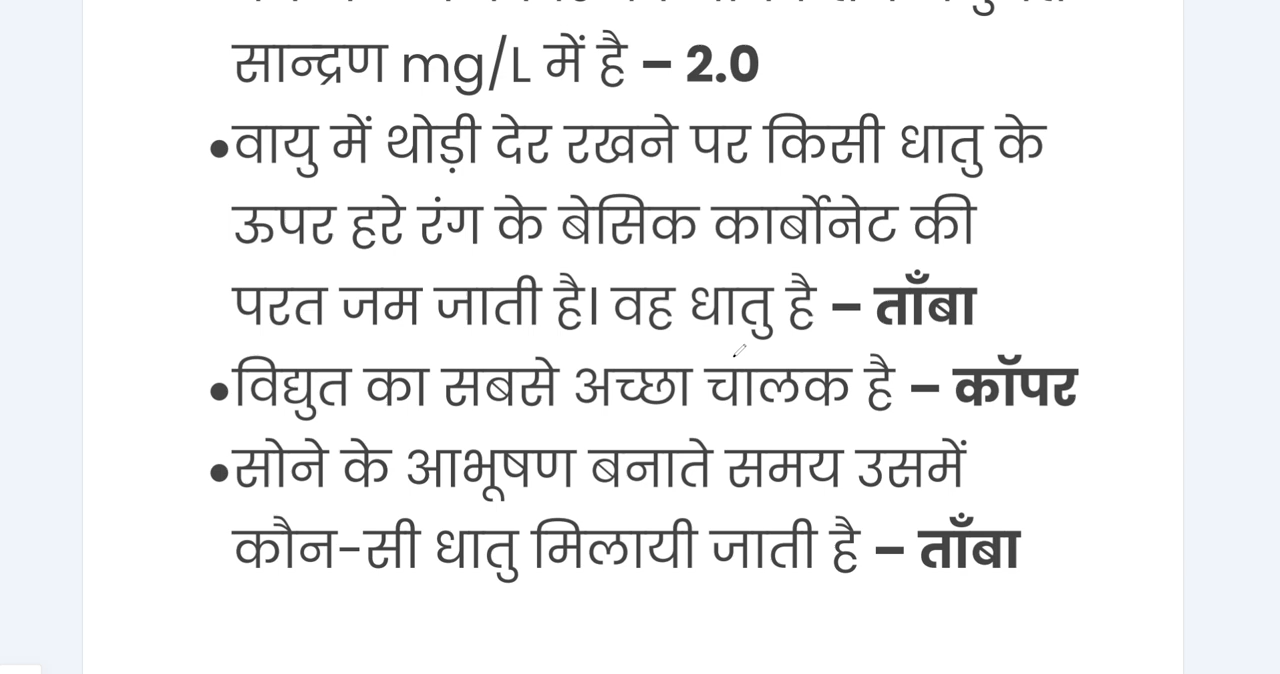 सान्द्रण mg/L में है – 2.0
•वायु में थोड़ी देर रखने पर किसी धातु के
ऊपर हरे रंग के बेसिक कार्बोनेट की
परत जम जाती है। वह धातु है – ताँबा
•विद्युत का सबसे अच्छा चालक है – कॉपर
•सोने के आभूषण बनाते समय उसमें
कौन-सी धातु मिलायी जाती है – ताँबा